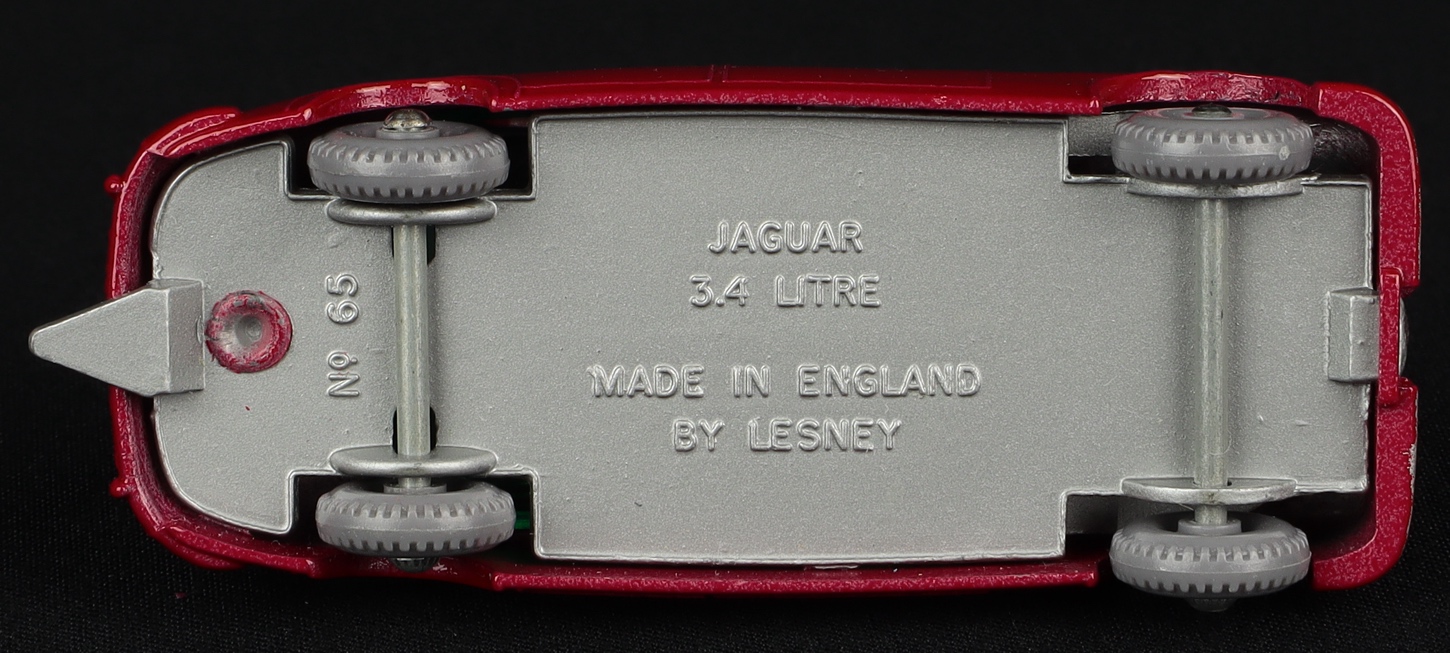 JAGUAR
3.4 LITRE
MADE IN ENGLAND
BY LESNEY
Nº 65